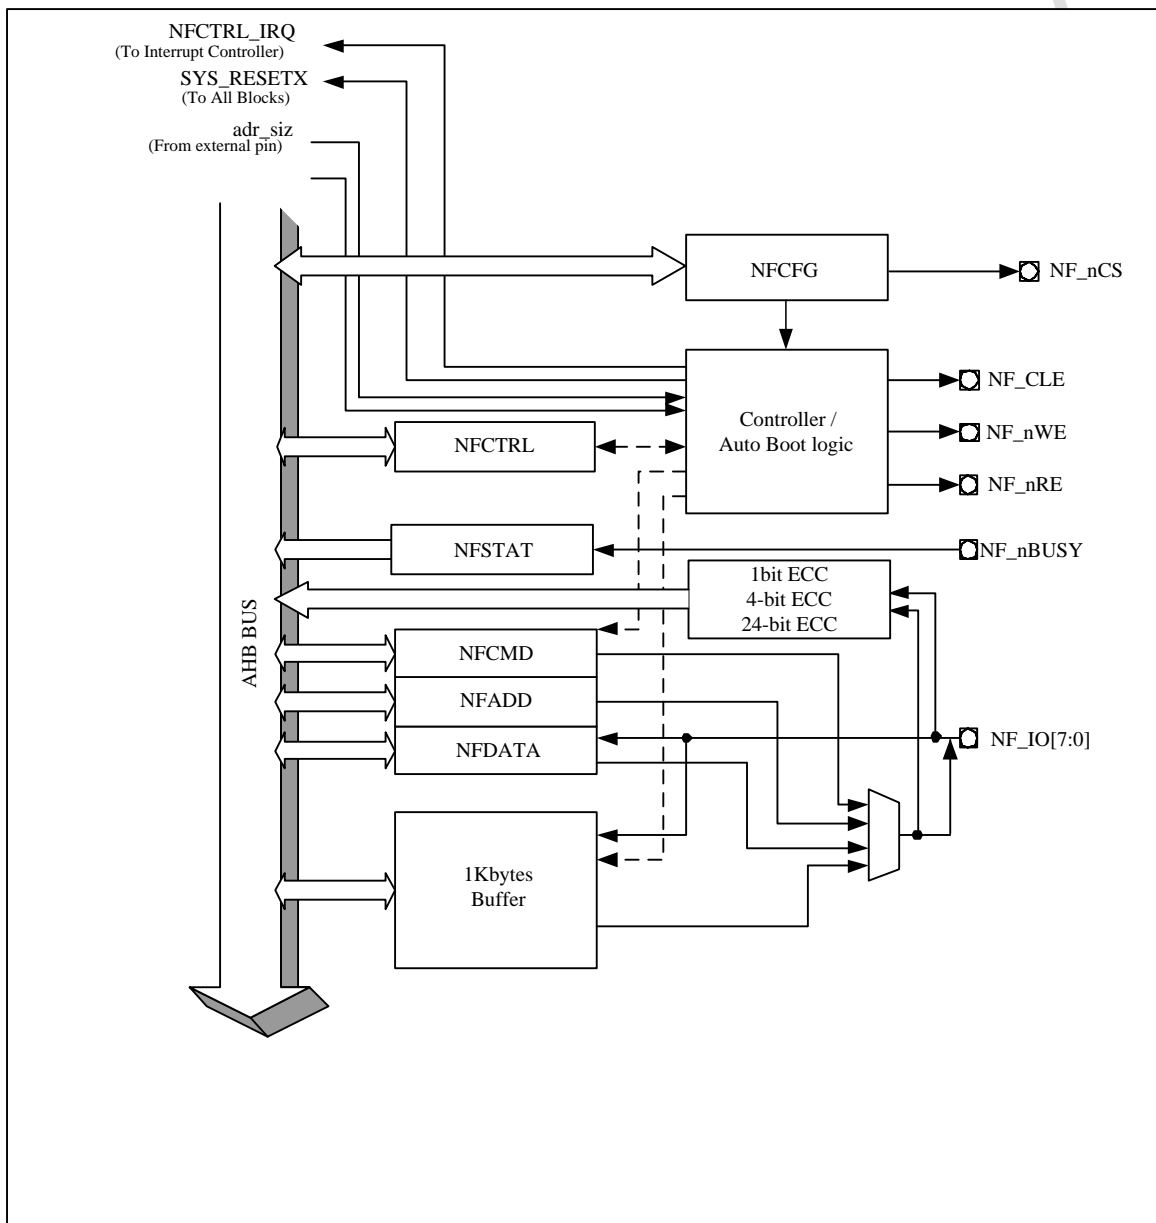 NFCTRL_IRQ
(To Interrupt Controller)
SYS_RESETX
(To All Blocks)
adr_siz
(From external pin)
NFCFG
NF_nCS
Controller /
Auto Boot logic
NF_CLE
NF_nWE
NF_nRE
NFCTRL
NFSTAT
NF_nBUSY
1bit ECC
4-bit ECC
24-bit ECC
AHB BUS
NFCMD
NFADD
NFDATA
NF_IO[7:0]
1Kbytes
Buffer